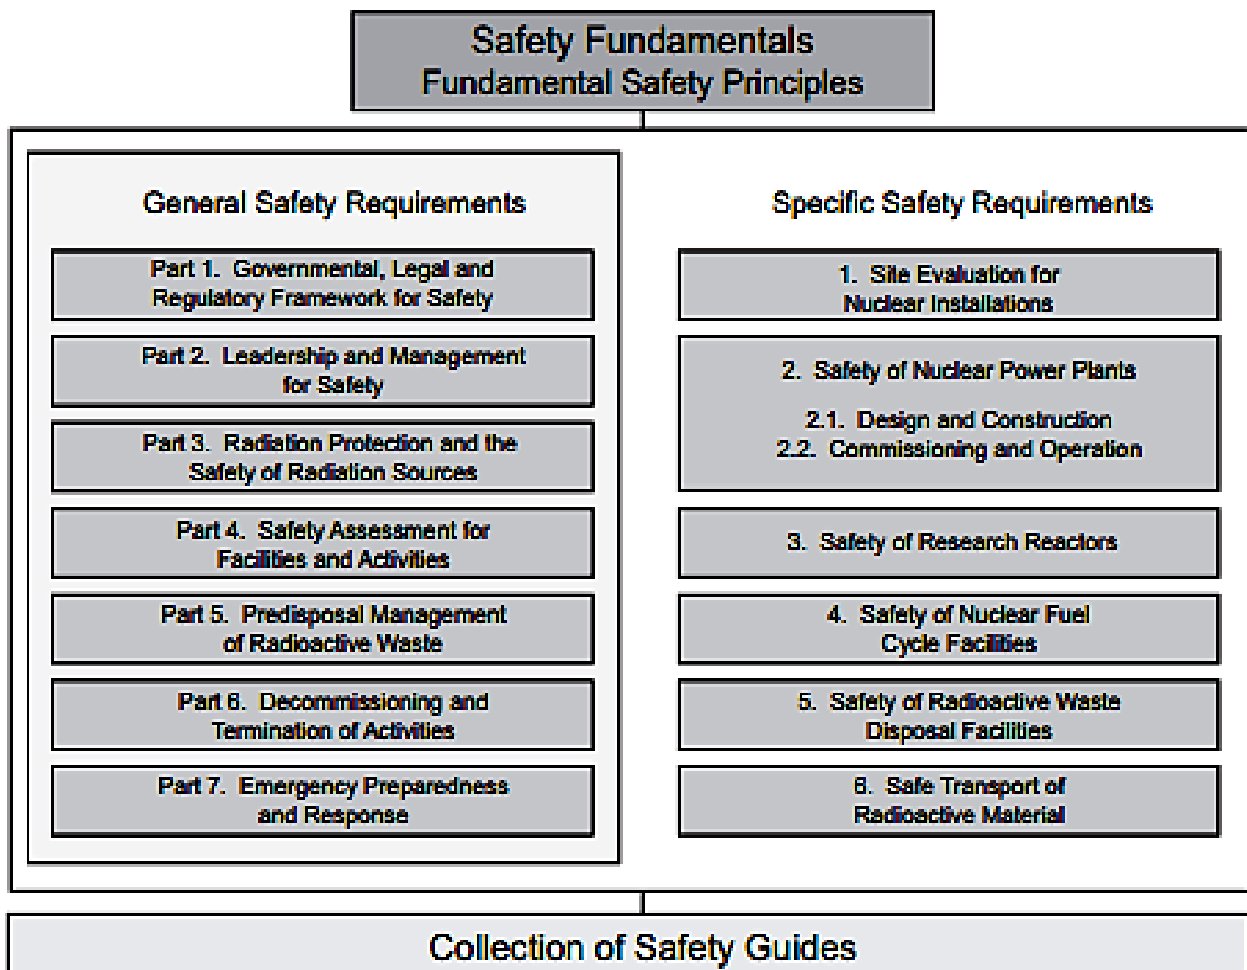 Safety Fundamentals
Fundamental Safety Principles
General Safety Requirements
Part 1. Governmental, Legal and
Regulatory Framework for Safety
Part 2. Leadership and Management
for Safety
Part 3. Radiation Protection and the
Safety of Radiation Sources
Part 4. Safety Assessment for
Facilities and Activities
Part 5. Predisposal Management
of Radioactive Waste
Part 6. Decommissioning and
Termination of Activities
Part 7. Emergency Preparedness
and Response
Specific Safety Requirements
1. Site Evaluation for
Nuclear Installations
2. Safety of Nuclear Power Plants
2.1. Design and Construction
2.2. Commissioning and Operation
3. Safety of Research Reactors
4. Safety of Nuclear Fuel
Cycle Facilities
5. Safety of Radioactive Waste
Disposal Facilities
6. Safe Transport of
Radioactive Material
Collection of Safety Guides